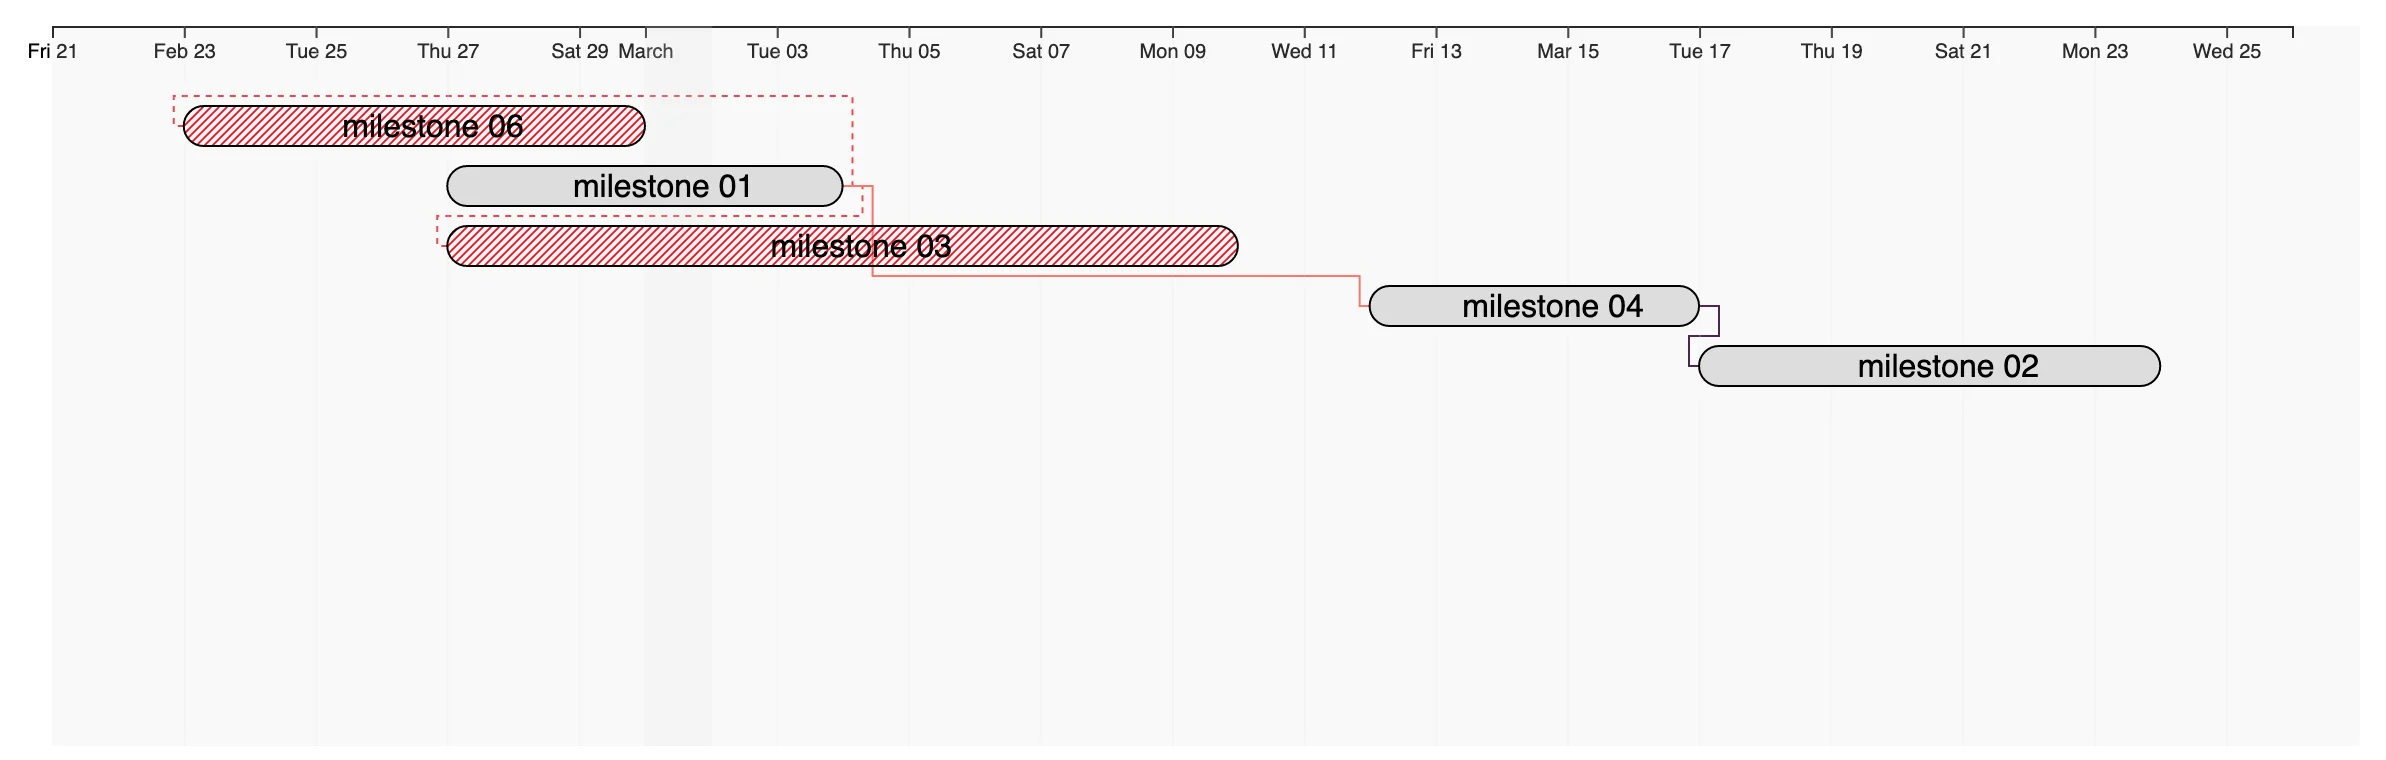 Fri 21 Feb 23 Tue 25 Thu 27 Sat 29 March Tue 03 Thu 05 Sat 07 Mon 09 Wed 11 Fri 13 Mar 15 Tue 17 Thu 19 Sat 21 Mon 23 Wed 25
milestone 06
milestone 01
milestone 03
milestone 04
milestone 02